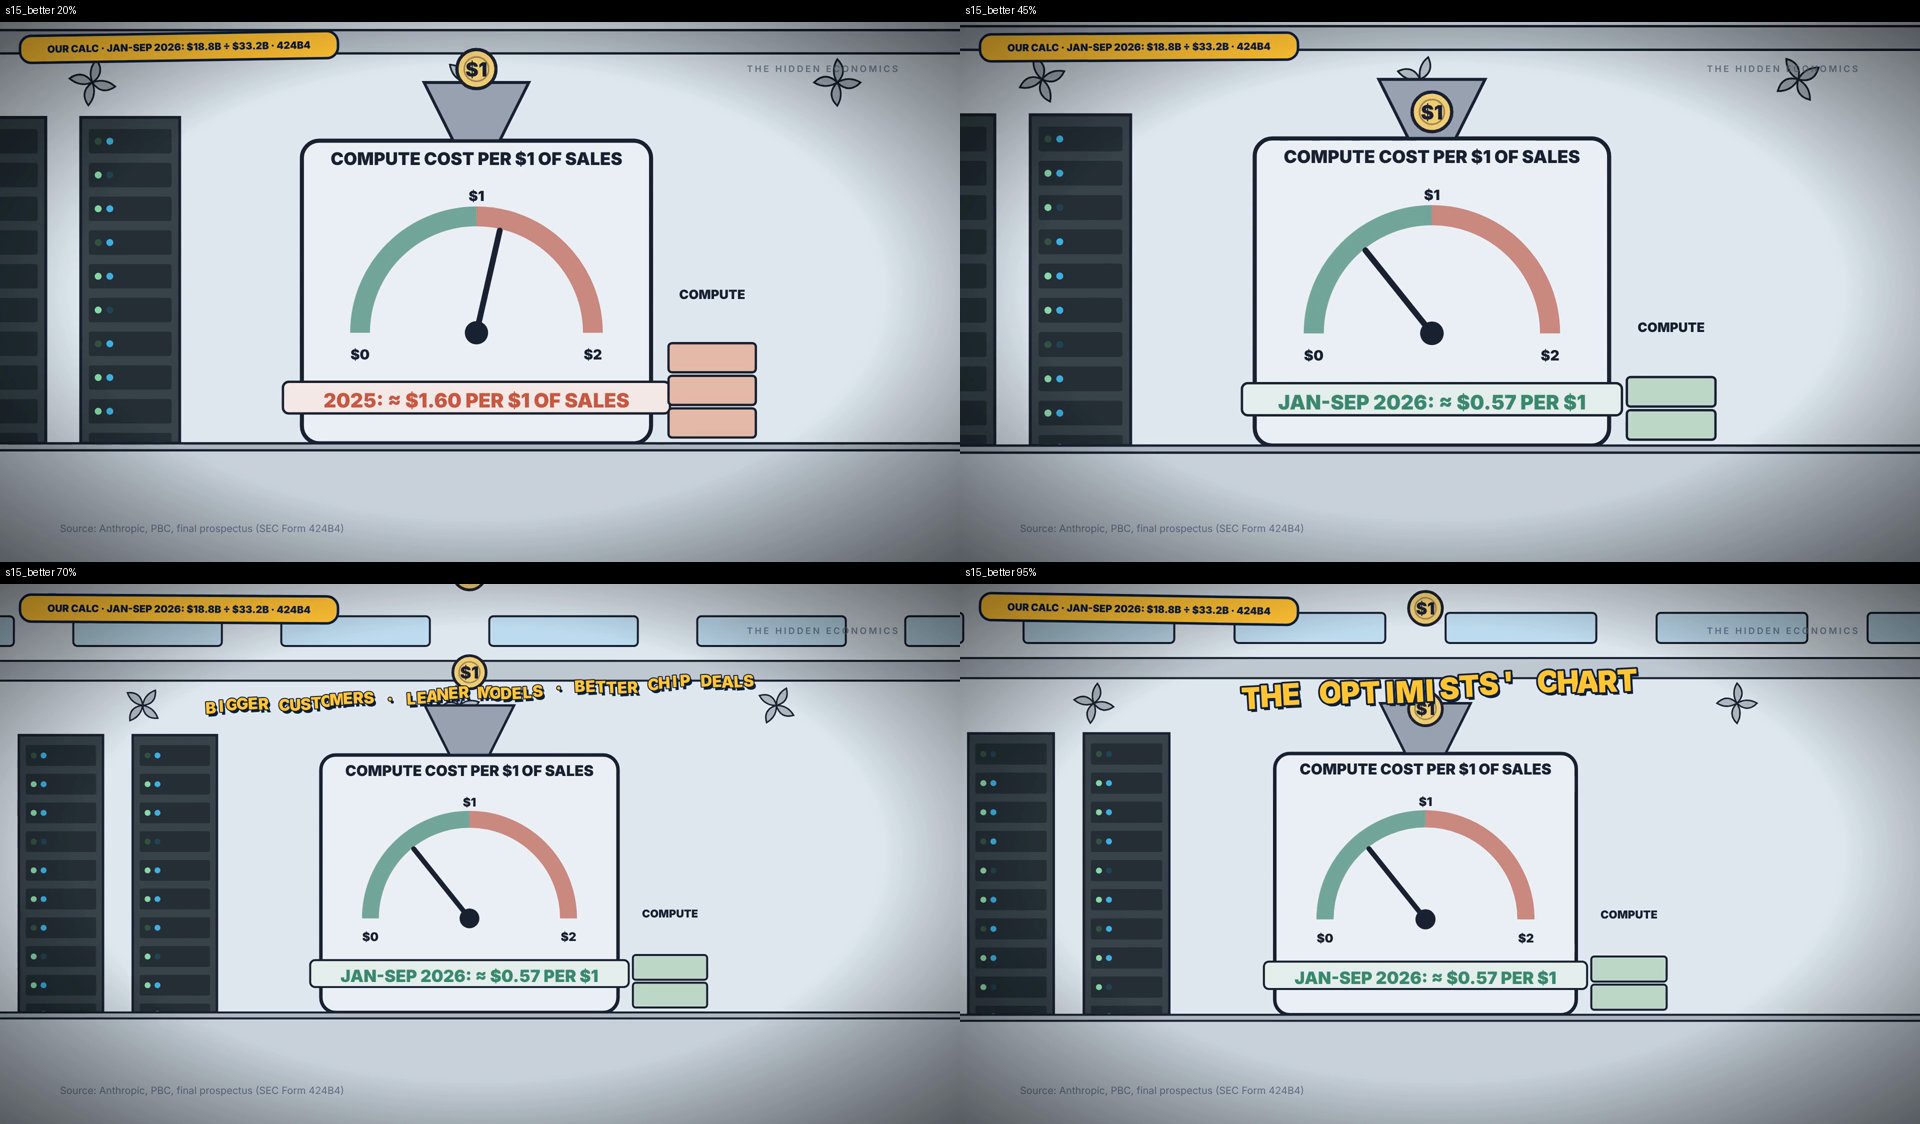 s15_better 20%
OUR CALC · JAN-SEP 2026: $18.8B ÷ $33.2B · 424B4
THE HIDDEN ECONOMICS
$1
COMPUTE COST PER $1 OF SALES
$1
$0
$2
COMPUTE
2025: ≈ $1.60 PER $1 OF SALES
Source: Anthropic, PBC, final prospectus (SEC Form 424B4)
s15_better 45%
OUR CALC · JAN-SEP 2026: $18.8B ÷ $33.2B · 424B4
THE HIDDEN ECONOMICS
$1
COMPUTE COST PER $1 OF SALES
$1
$0
$2
COMPUTE
JAN-SEP 2026: ≈ $0.57 PER $1
Source: Anthropic, PBC, final prospectus (SEC Form 424B4)
s15_better 70%
OUR CALC · JAN-SEP 2026: $18.8B ÷ $33.2B · 424B4
THE HIDDEN ECONOMICS
$1
BIGGER CUSTOMERS · LEANER MODELS · BETTER CHIP DEALS
COMPUTE COST PER $1 OF SALES
$1
$0
$2
COMPUTE
JAN-SEP 2026: ≈ $0.57 PER $1
Source: Anthropic, PBC, final prospectus (SEC Form 424B4)
s15_better 95%
OUR CALC · JAN-SEP 2026: $18.8B ÷ $33.2B · 424B4
$1
THE HIDDEN ECONOMICS
THE OPTIMISTS' CHART
$1
COMPUTE COST PER $1 OF SALES
$1
$0
$2
COMPUTE
JAN-SEP 2026: ≈ $0.57 PER $1
Source: Anthropic, PBC, final prospectus (SEC Form 424B4)